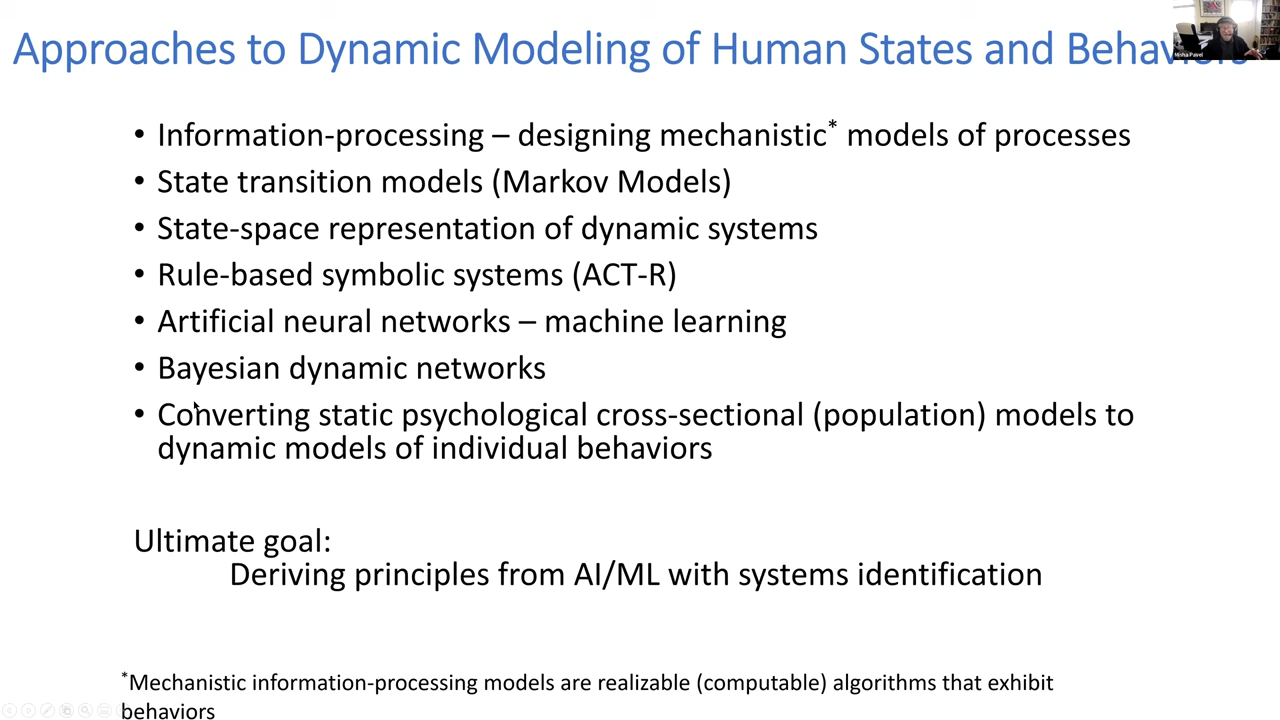 Approaches to Dynamic Modeling of Human States and Behaviors
Misha Pavel
• Information-processing – designing mechanistic* models of processes
• State transition models (Markov Models)
• State-space representation of dynamic systems
• Rule-based symbolic systems (ACT-R)
• Artificial neural networks – machine learning
• Bayesian dynamic networks
• Converting static psychological cross-sectional (population) models to
dynamic models of individual behaviors
Ultimate goal:
Deriving principles from AI/ML with systems identification
*Mechanistic information-processing models are realizable (computable) algorithms that exhibit
behaviors